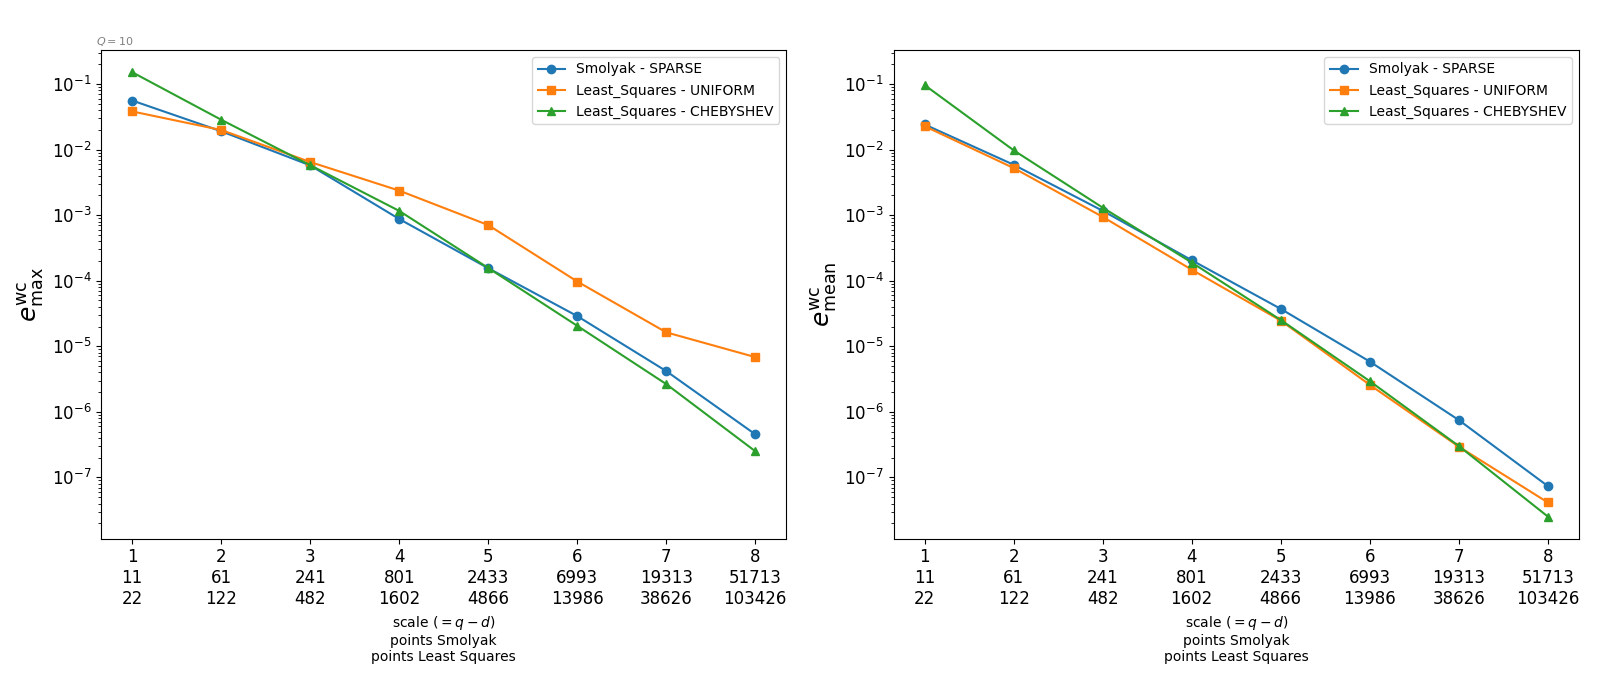 Q = 10
10⁻¹
10⁻²
10⁻³
10⁻⁴
10⁻⁵
10⁻⁶
10⁻⁷
e^wc_max
Smolyak - SPARSE
Least_Squares - UNIFORM
Least_Squares - CHEBYSHEV
1 2 3 4 5 6 7 8
11 61 241 801 2433 6993 19313 51713
22 122 482 1602 4866 13986 38626 103426
scale (= q − d)
points Smolyak
points Least Squares
10⁻¹
10⁻²
10⁻³
10⁻⁴
10⁻⁵
10⁻⁶
10⁻⁷
e^wc_mean
Smolyak - SPARSE
Least_Squares - UNIFORM
Least_Squares - CHEBYSHEV
1 2 3 4 5 6 7 8
11 61 241 801 2433 6993 19313 51713
22 122 482 1602 4866 13986 38626 103426
scale (= q − d)
points Smolyak
points Least Squares